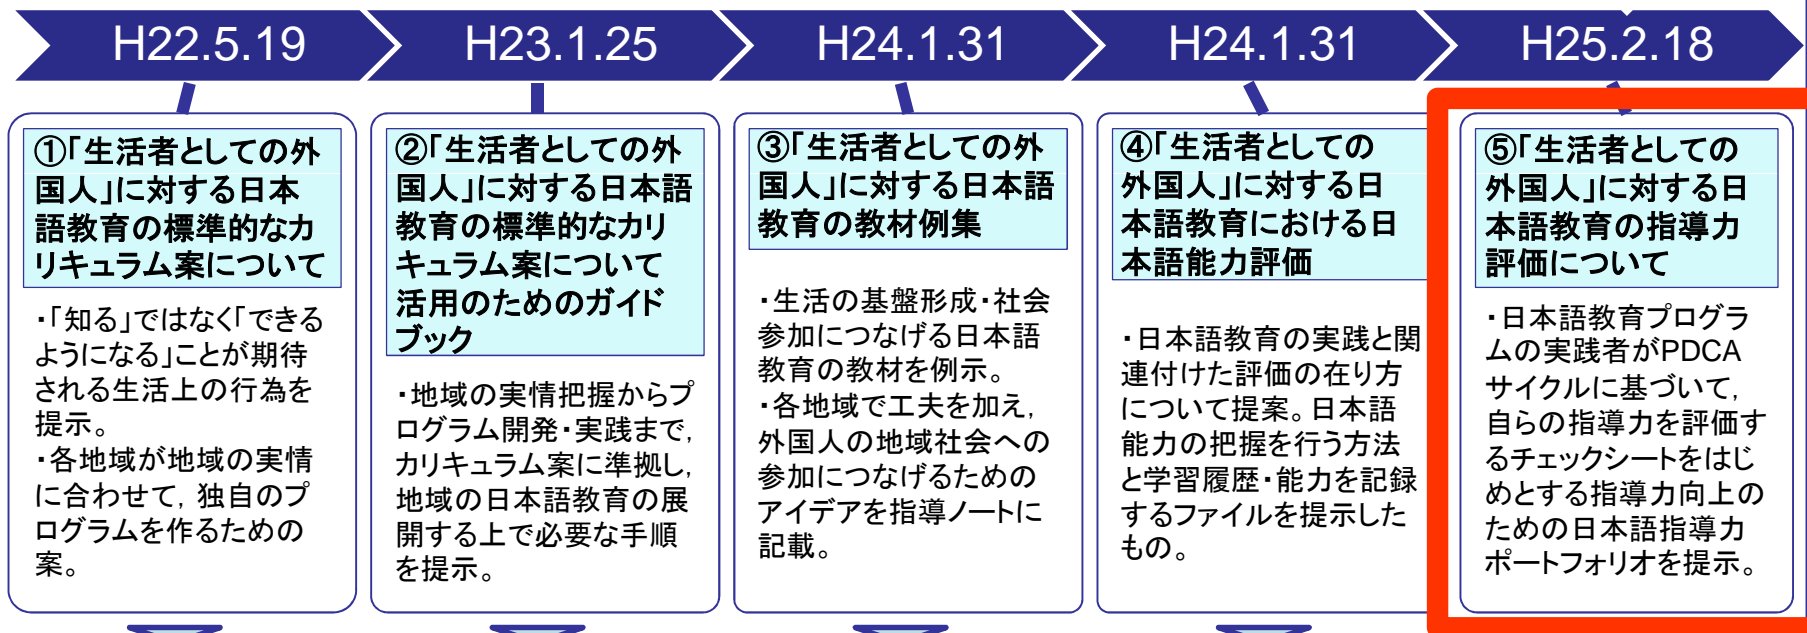 H22.5.19
H23.1.25
H24.1.31
H24.1.31
H25.2.18
①「生活者としての外
国人」に対する日本
語教育の標準的なカ
リキュラム案について
・「知る」ではなく「できる
ようになる」ことが期待
される生活上の行為を
提示。
・各地域が地域の実情
に合わせて，独自のプ
ログラムを作るための
案。
②「生活者としての外
国人」に対する日本語
教育の標準的なカリ
キュラム案について
活用のためのガイド
ブック
・地域の実情把握からプ
ログラム開発・実践まで，
カリキュラム案に準拠し，
地域の日本語教育の展
開する上で必要な手順
を提示。
③「生活者としての外
国人」に対する日本語
教育の教材例集
・生活の基盤形成・社会
参加につなげる日本語
教育の教材を例示。
・各地域で工夫を加え，
外国人の地域社会への
参加につなげるための
アイデアを指導ノートに
記載。
④「生活者としての
外国人」に対する日
本語教育における日
本語能力評価
・日本語教育の実践と関
連付けた評価の在り方
について提案。日本語
能力の把握を行う方法
と学習履歴・能力を記録
するファイルを提示した
もの。
⑤「生活者としての
外国人」に対する日
本語教育の指導力
評価について
・日本語教育プログラ
ムの実践者がPDCA
サイクルに基づいて，
自らの指導力を評価す
るチェックシートをはじ
めとする指導力向上の
ための日本語指導力
ポートフォリオを提示。